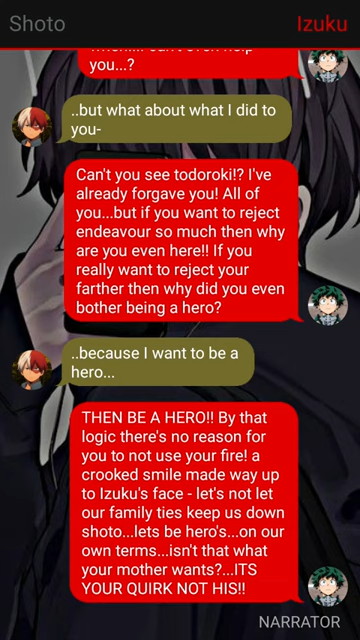 Shoto Izuku
you...?
..but what about what I did to
you-
Can't you see todoroki!? I've
already forgave you! All of
you...but if you want to reject
endeavour so much then why
are you even here!! If you
really want to reject your
farther then why did you even
bother being a hero?
..because I want to be a
hero...
THEN BE A HERO!! By that
logic there's no reason for
you to not use your fire! a
crooked smile made way up
to Izuku's face - let's not let
our family ties keep us down
shoto...lets be hero's...on our
own terms...isn't that what
your mother wants?...ITS
YOUR QUIRK NOT HIS!!
NARRATOR